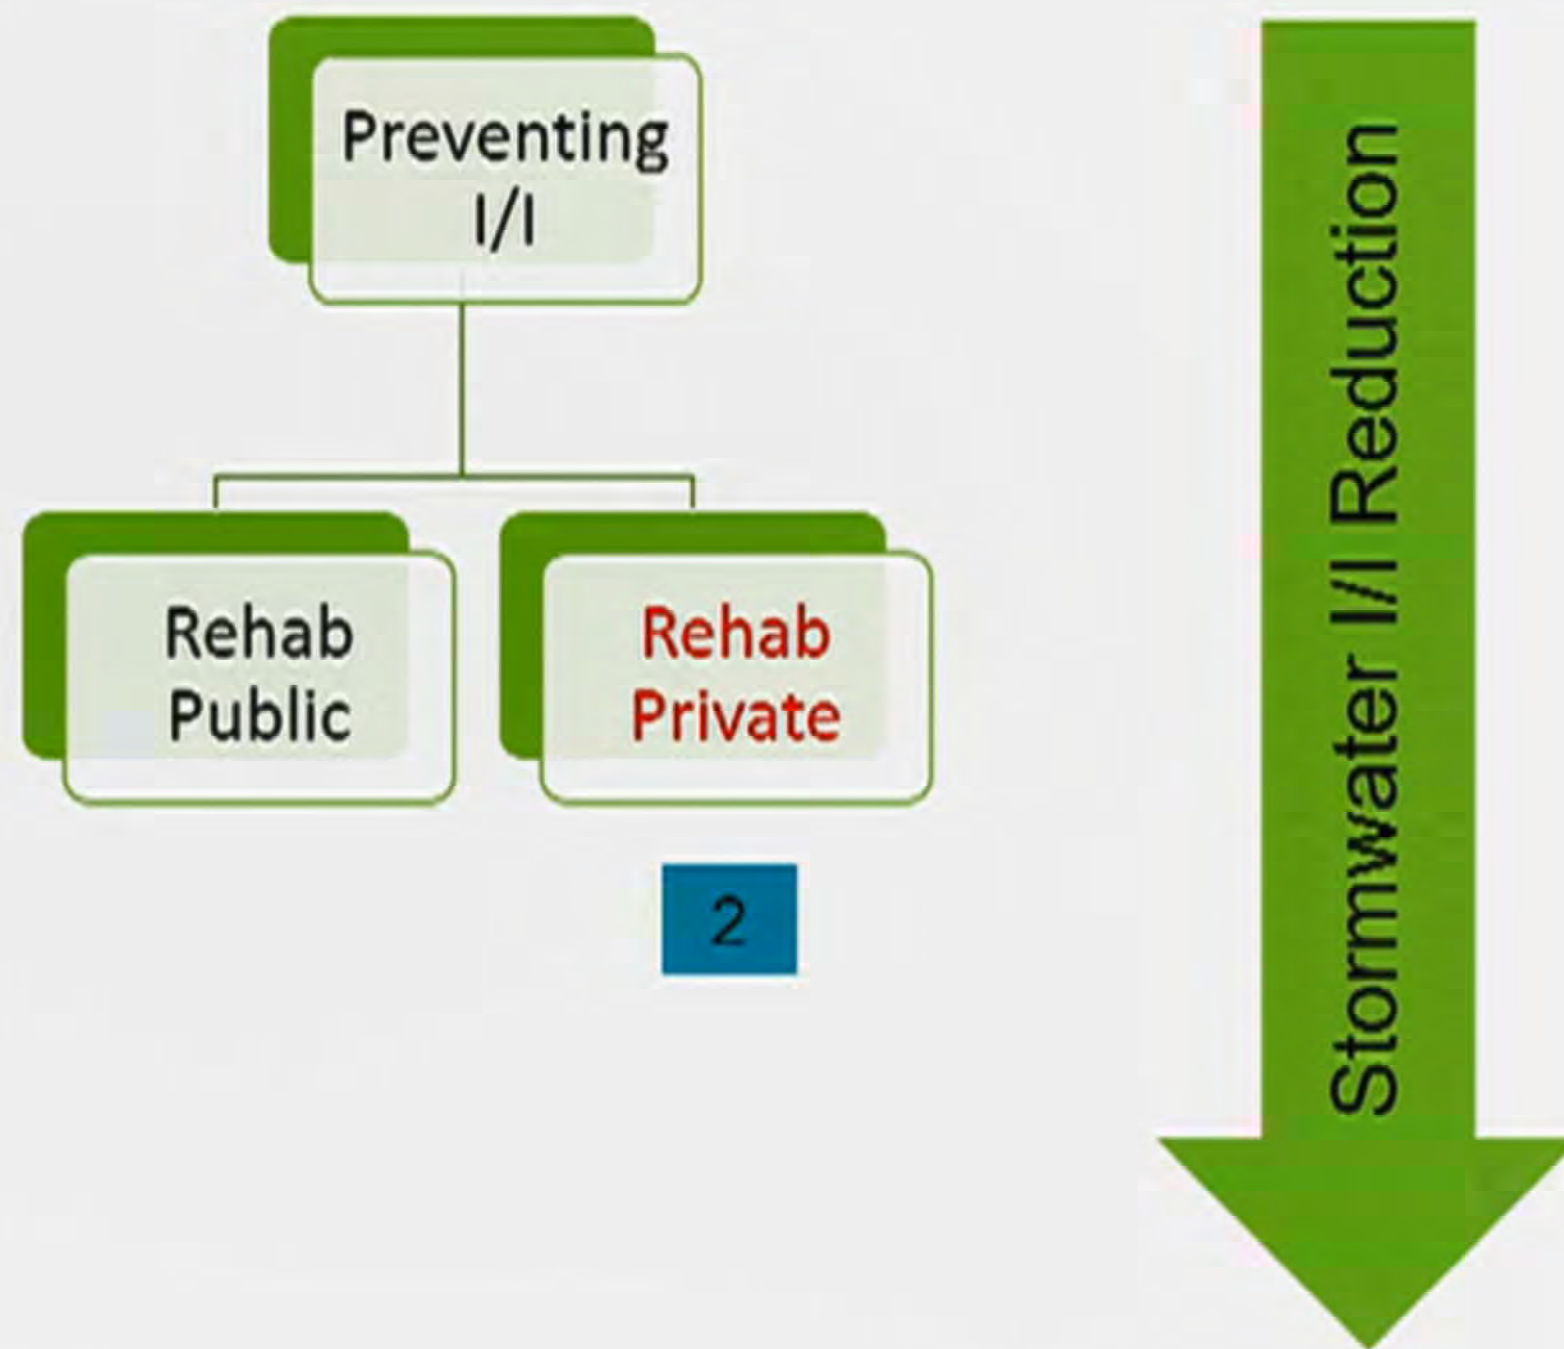 Preventing
I/I
Rehab
Public
Rehab
Private
2
Stormwater I/I Reduction